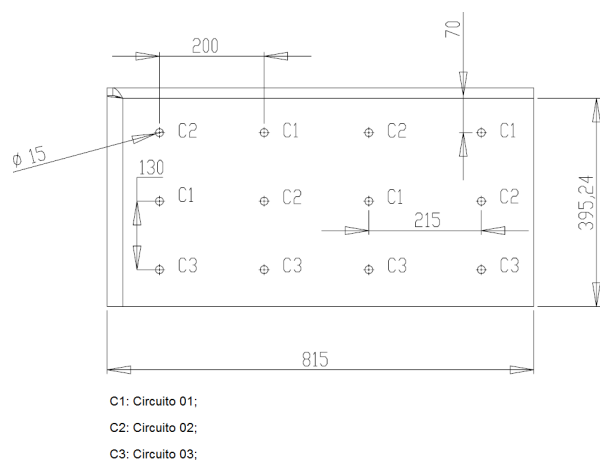 70
200
C2 C1 C2 C1
ø 15
130
C1 C2 C1 C2
395,24
215
C3 C3 C3 C3
815
C1: Circuito 01;
C2: Circuito 02;
C3: Circuito 03;